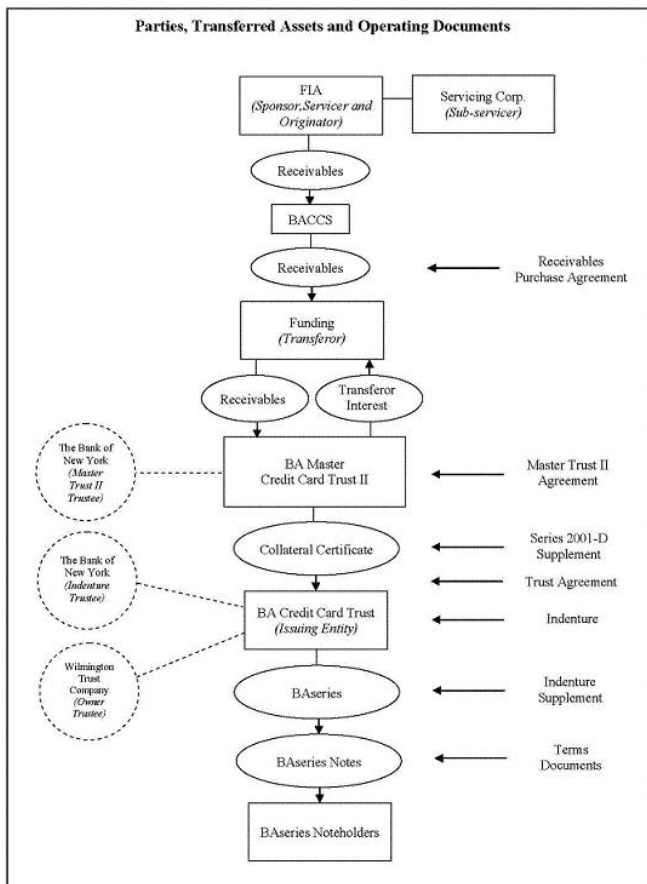 Parties, Transferred Assets and Operating Documents
FIA
(Sponsor,Servicer and
Originator)
Servicing Corp.
(Sub-servicer)
Receivables
BACCS
Receivables
Receivables
Purchase Agreement
Funding
(Transferor)
Receivables
Transferor
Interest
The Bank of
New York
(Master
Trust II
Trustee)
BA Master
Credit Card Trust II
Master Trust II
Agreement
Collateral Certificate
Series 2001-D
Supplement
The Bank of
New York
(Indenture
Trustee)
Trust Agreement
BA Credit Card Trust
(Issuing Entity)
Indenture
Wilmington
Trust
Company
(Owner
Trustee)
BAseries
Indenture
Supplement
BAseries Notes
Terms
Documents
BAseries Noteholders